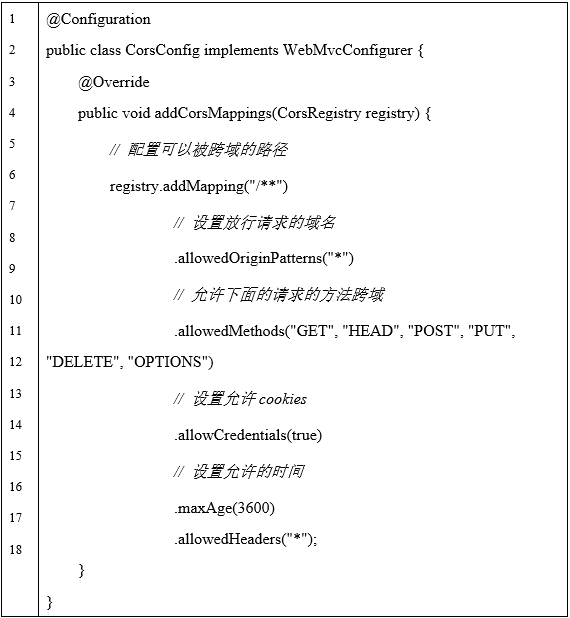 1
2
3
4
5
6
7
8
9
10
11
12
13
14
15
16
17
18
@Configuration
public class CorsConfig implements WebMvcConfigurer {
@Override
public void addCorsMappings(CorsRegistry registry) {
// 配置可以被跨域的路径
registry.addMapping("/**")
// 设置放行请求的域名
.allowedOriginPatterns("*")
// 允许下面的请求的方法跨域
.allowedMethods("GET", "HEAD", "POST", "PUT",
"DELETE", "OPTIONS")
// 设置允许 cookies
.allowCredentials(true)
// 设置允许的时间
.maxAge(3600)
.allowedHeaders("*");
}
}